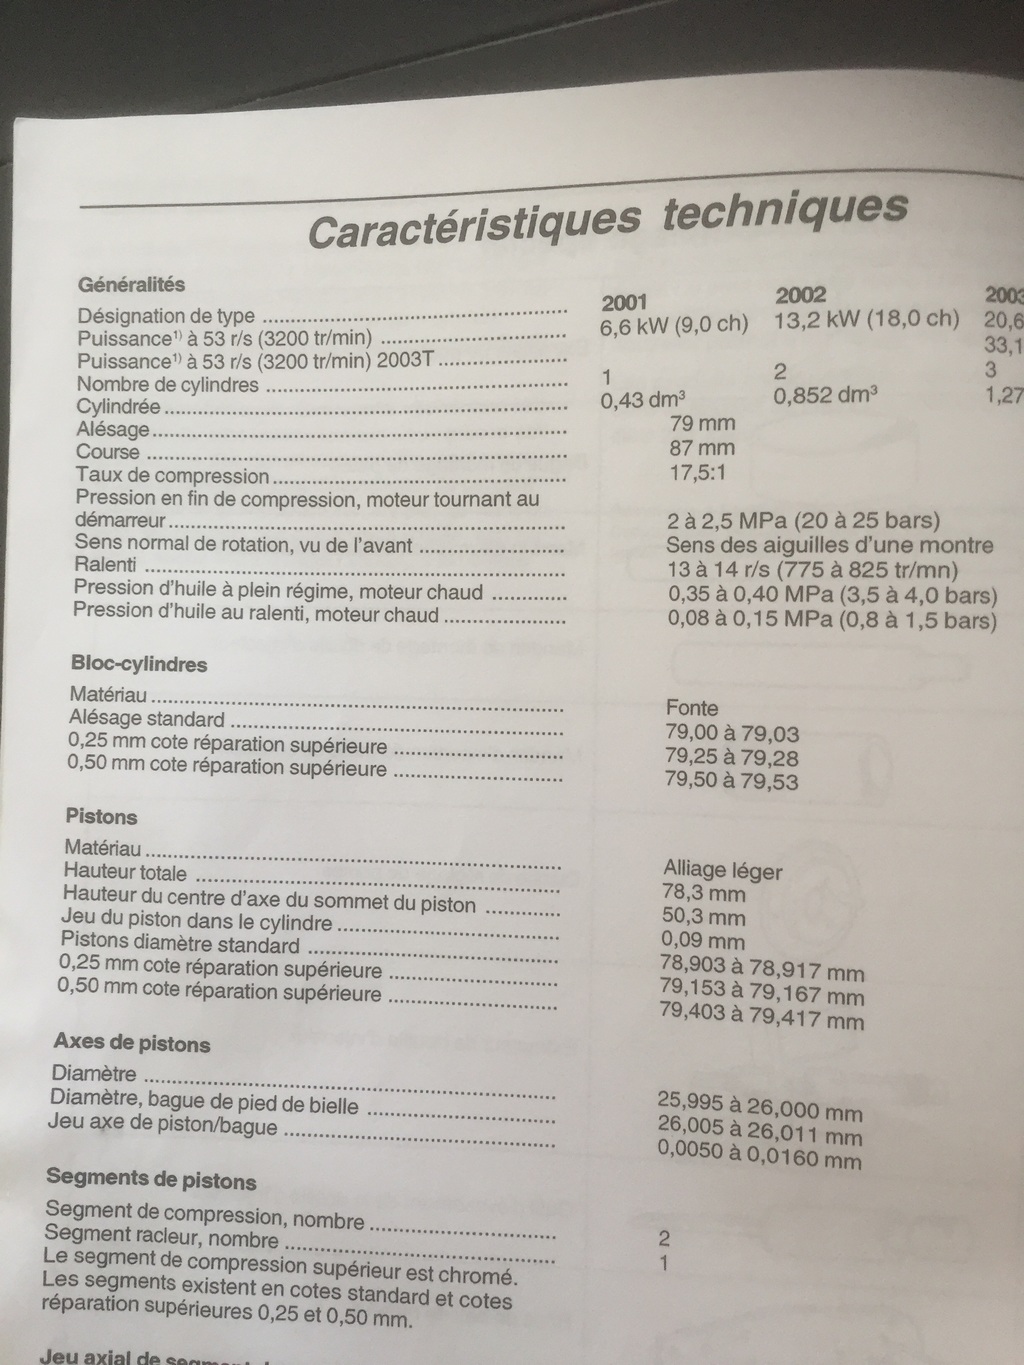 Caractéristiques techniques
Généralités
Désignation de type ........ 2001 2002 2003
Puissance¹⁾ à 53 r/s (3200 tr/min) ........ 6,6 kW (9,0 ch) 13,2 kW (18,0 ch) 20,6
Puissance¹⁾ à 53 r/s (3200 tr/min) 2003T ........ 33,1
Nombre de cylindres ........ 1 2 3
Cylindrée ........ 0,43 dm³ 0,852 dm³ 1,27
Alésage ........ 79 mm
Course ........ 87 mm
Taux de compression ........ 17,5:1
Pression en fin de compression, moteur tournant au
démarreur ........ 2 à 2,5 MPa (20 à 25 bars)
Sens normal de rotation, vu de l'avant ........ Sens des aiguilles d'une montre
Ralenti ........ 13 à 14 r/s (775 à 825 tr/mn)
Pression d'huile à plein régime, moteur chaud ........ 0,35 à 0,40 MPa (3,5 à 4,0 bars)
Pression d'huile au ralenti, moteur chaud ........ 0,08 à 0,15 MPa (0,8 à 1,5 bars)
Bloc-cylindres
Matériau ........ Fonte
Alésage standard ........ 79,00 à 79,03
0,25 mm cote réparation supérieure ........ 79,25 à 79,28
0,50 mm cote réparation supérieure ........ 79,50 à 79,53
Pistons
Matériau ........ Alliage léger
Hauteur totale ........ 78,3 mm
Hauteur du centre d'axe du sommet du piston ........ 50,3 mm
Jeu du piston dans le cylindre ........ 0,09 mm
Pistons diamètre standard ........ 78,903 à 78,917 mm
0,25 mm cote réparation supérieure ........ 79,153 à 79,167 mm
0,50 mm cote réparation supérieure ........ 79,403 à 79,417 mm
Axes de pistons
Diamètre ........ 25,995 à 26,000 mm
Diamètre, bague de pied de bielle ........ 26,005 à 26,011 mm
Jeu axe de piston/bague ........ 0,0050 à 0,0160 mm
Segments de pistons
Segment de compression, nombre ........ 2
Segment racleur, nombre ........ 1
Le segment de compression supérieur est chromé.
Les segments existent en cotes standard et cotes
réparation supérieures 0,25 et 0,50 mm.
Jeu axial de